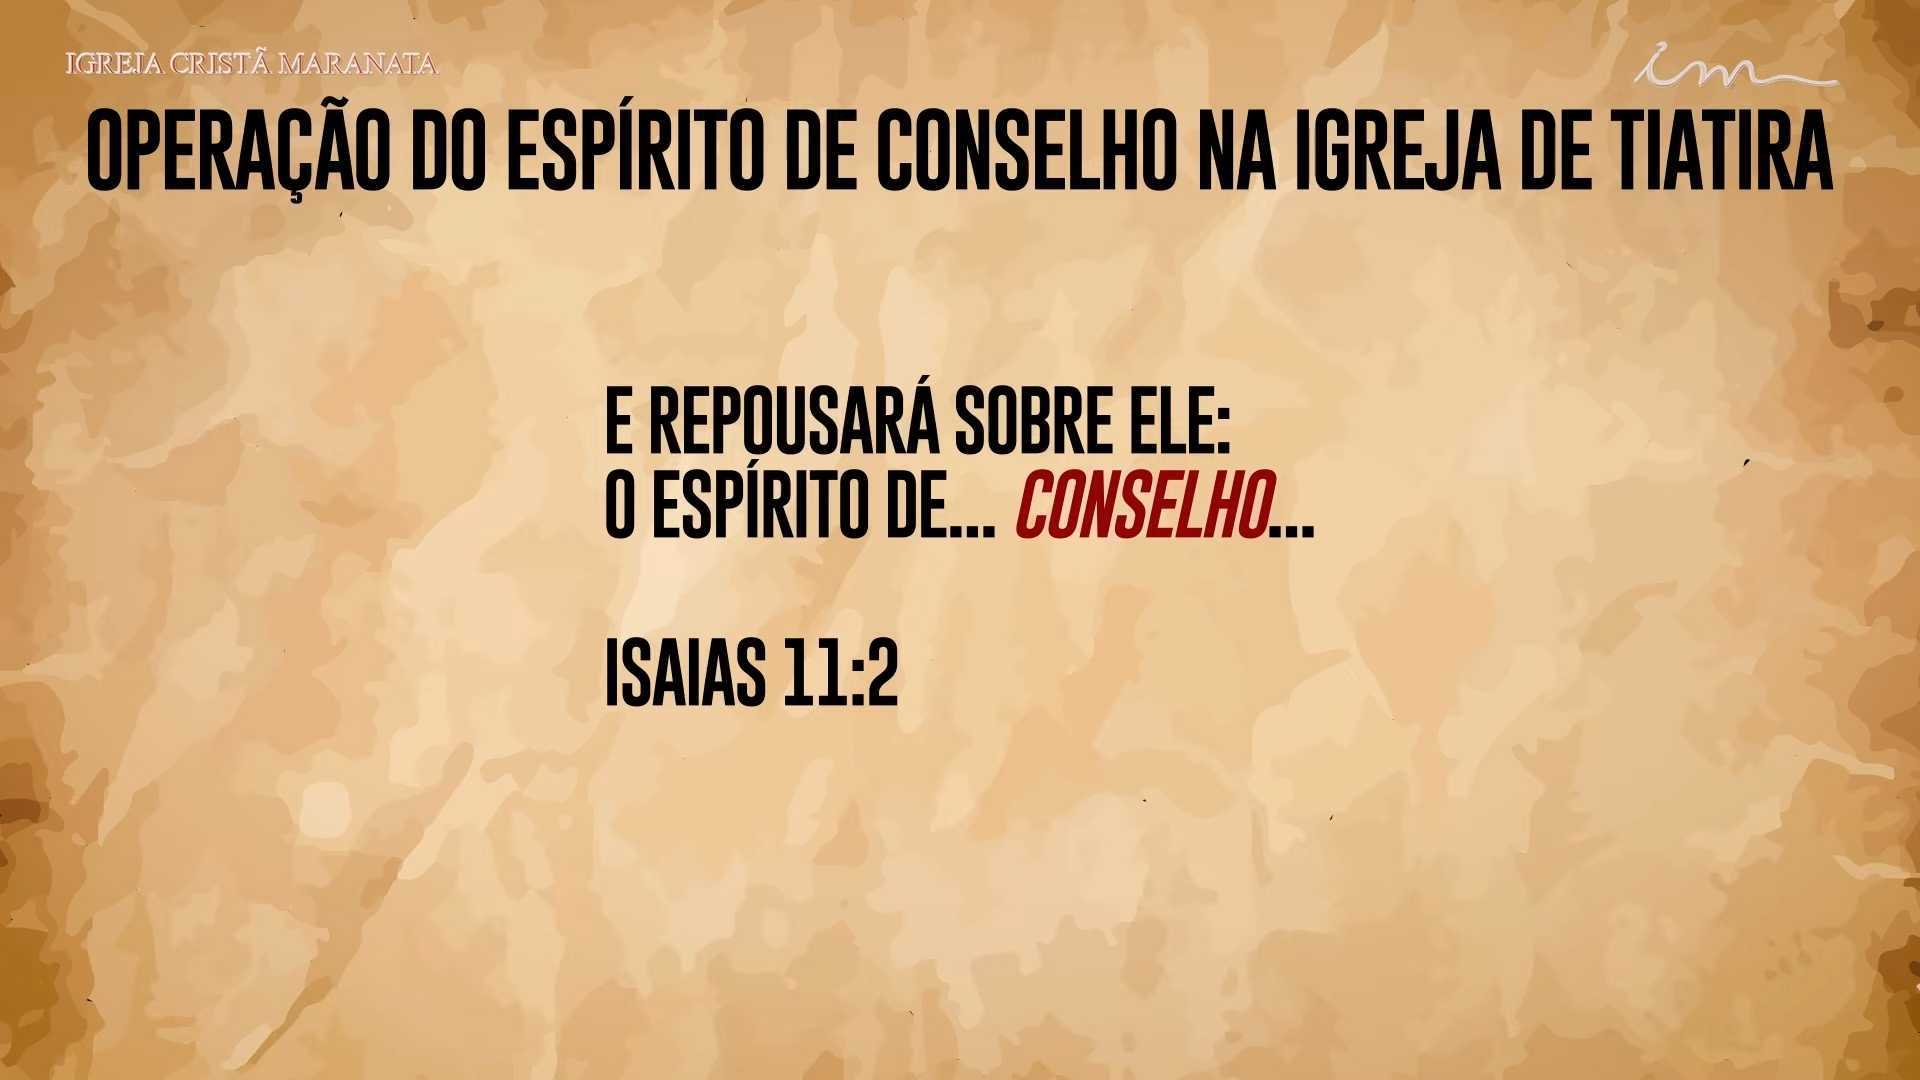 IGREJA CRISTÃ MARANATA
im
OPERAÇÃO DO ESPÍRITO DE CONSELHO NA IGREJA DE TIATIRA
E REPOUSARÁ SOBRE ELE:
O ESPÍRITO DE... CONSELHO...
ISAIAS 11:2